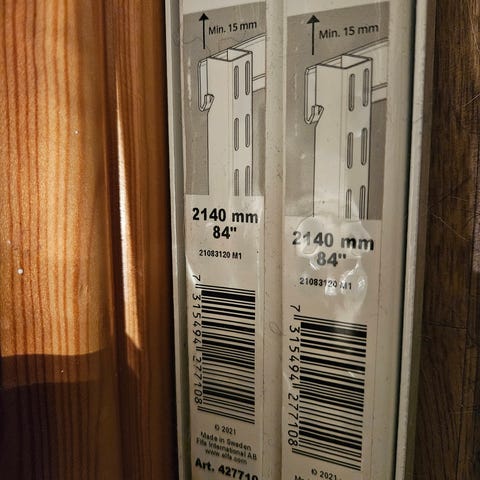 Min. 15 mm
2140 mm
84"
21083120 M1
7 315494 277108
© 2021
Made in Sweden
Elfa International AB
www.elfa.com
Art. 427710
Min. 15 mm
2140 mm
84"
21083120 M1
7 315494 277108
© 2021